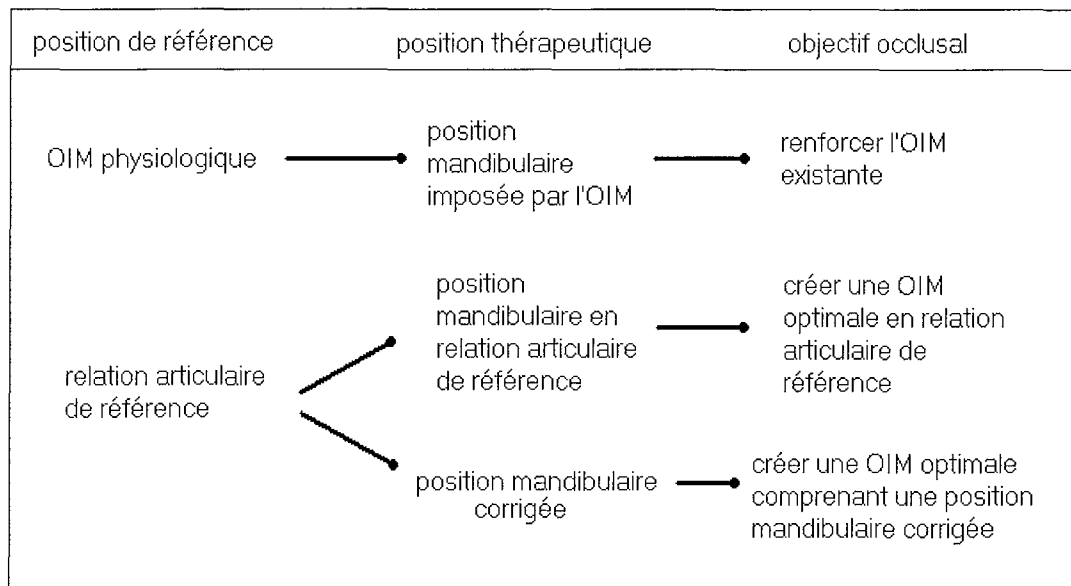 position de référence
position thérapeutique
objectif occlusal
OIM physiologique
position
mandibulaire
imposée par l'OIM
renforcer l'OIM
existante
relation articulaire
de référence
position
mandibulaire en
relation articulaire
de référence
créer une OIM
optimale en relation
articulaire de
référence
position mandibulaire
corrigée
créer une OIM optimale
comprenant une position
mandibulaire corrigée